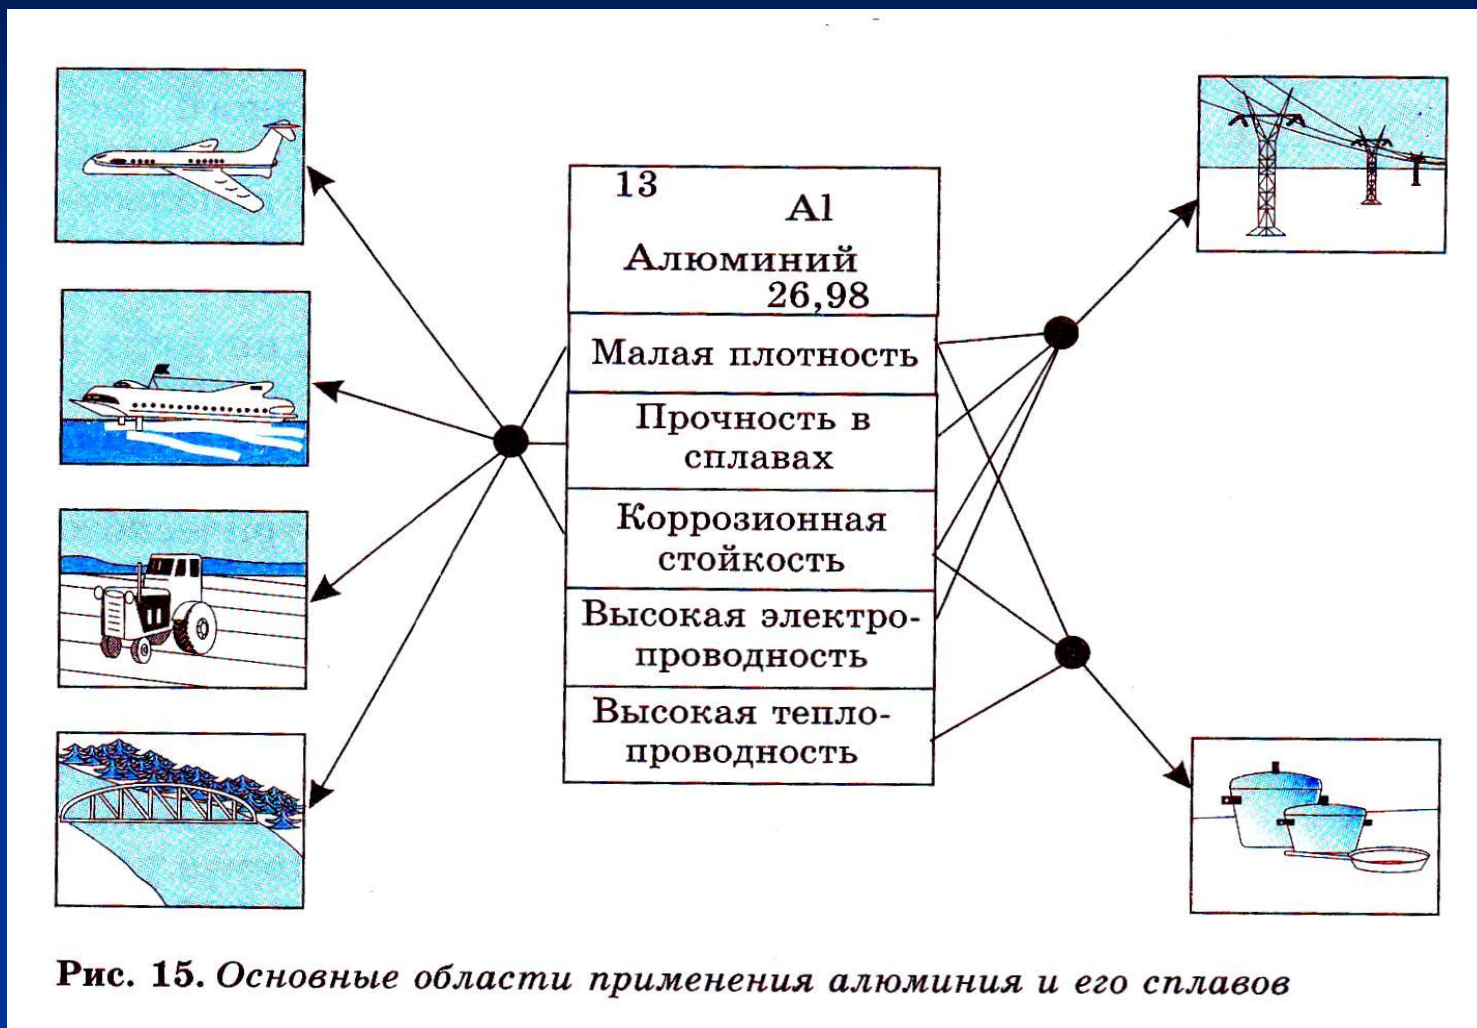 13
Al
Алюминий
26,98
Малая плотность
Прочность в
сплавах
Коррозионная
стойкость
Высокая электро-
проводность
Высокая тепло-
проводность
Рис. 15. Основные области применения алюминия и его сплавов